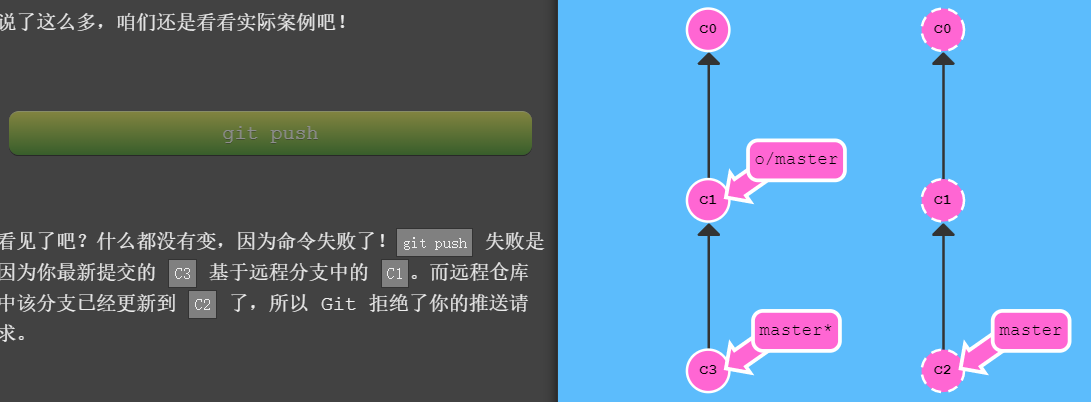 说了这么多，咱们还是看看实际案例吧！
git push
看见了吧？什么都没有变，因为命令失败了！git push 失败是
因为你最新提交的 C3 基于远程分支中的 C1。而远程仓库
中该分支已经更新到 C2 了，所以 Git 拒绝了你的推送请
求。
C0
C0
o/master
C1
C1
master*
master
C3
C2